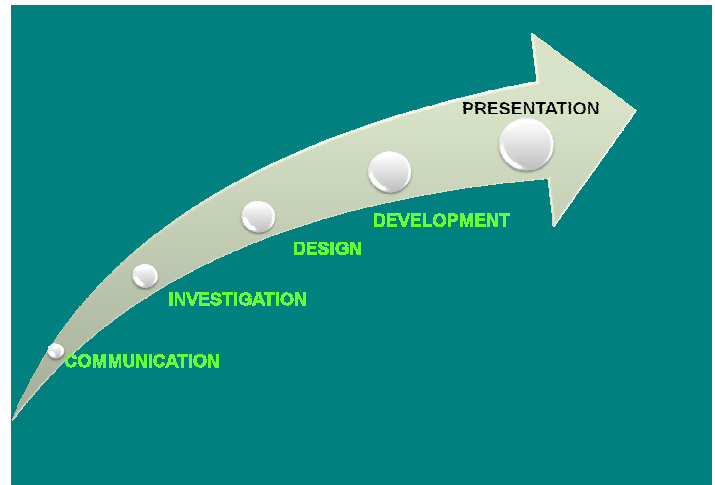 PRESENTATION
DEVELOPMENT
DESIGN
INVESTIGATION
COMMUNICATION